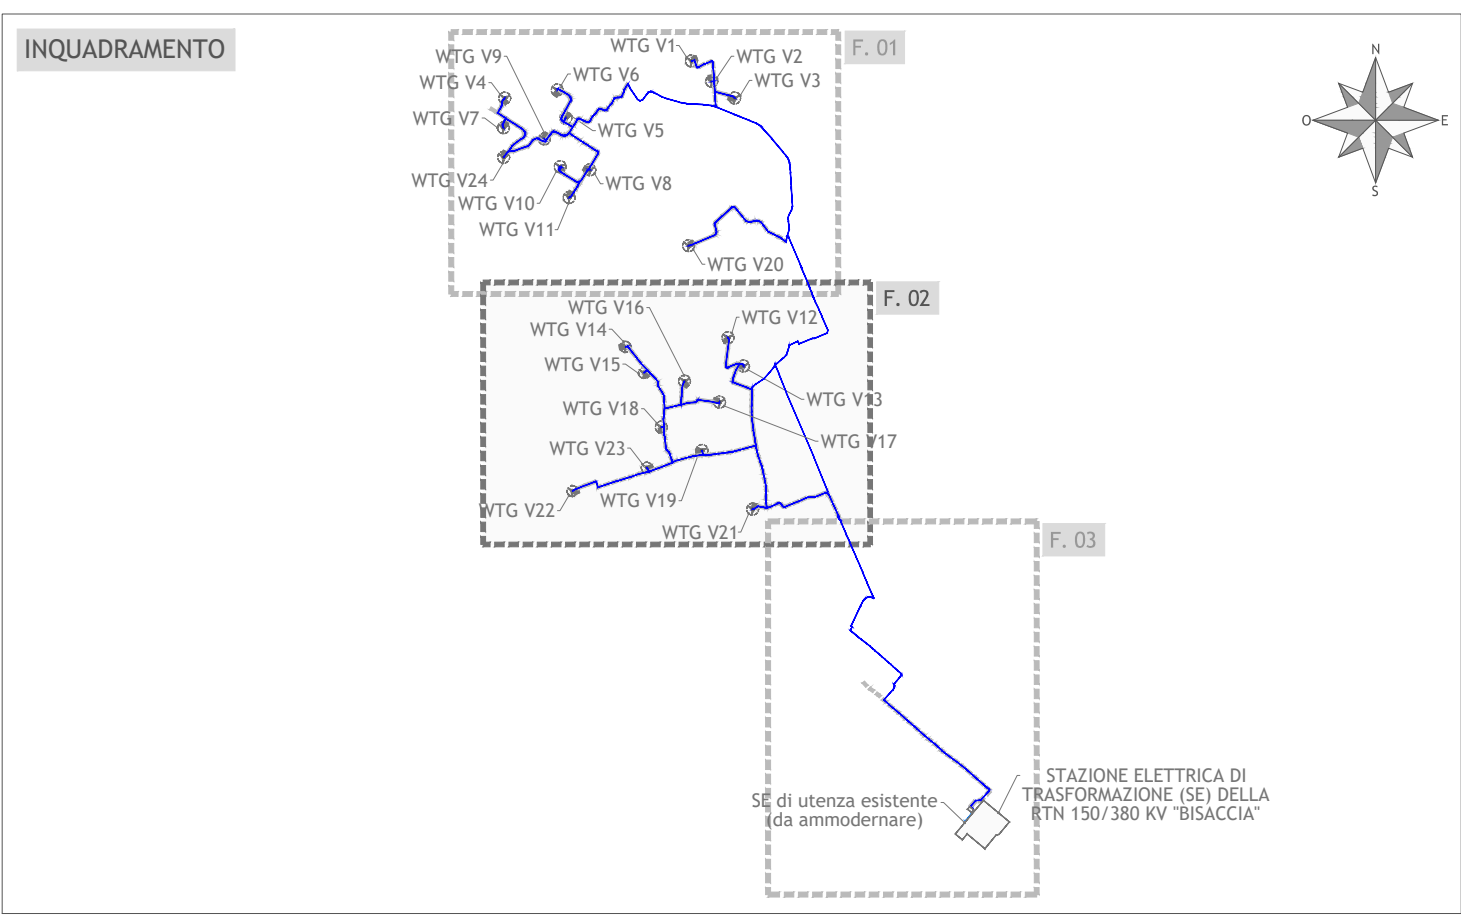 INQUADRAMENTO
F. 01
WTG V1
WTG V9
WTG V2
WTG V6
WTG V4
WTG V3
WTG V7
WTG V5
WTG V24
WTG V8
WTG V10
WTG V11
WTG V20
N
O
E
S
F. 02
WTG V16
WTG V12
WTG V14
WTG V15
WTG V13
WTG V18
WTG V17
WTG V23
WTG V19
WTG V22
WTG V21
F. 03
SE di utenza esistente
(da ammodernare)
STAZIONE ELETTRICA DI
TRASFORMAZIONE (SE) DELLA
RTN 150/380 KV "BISACCIA"